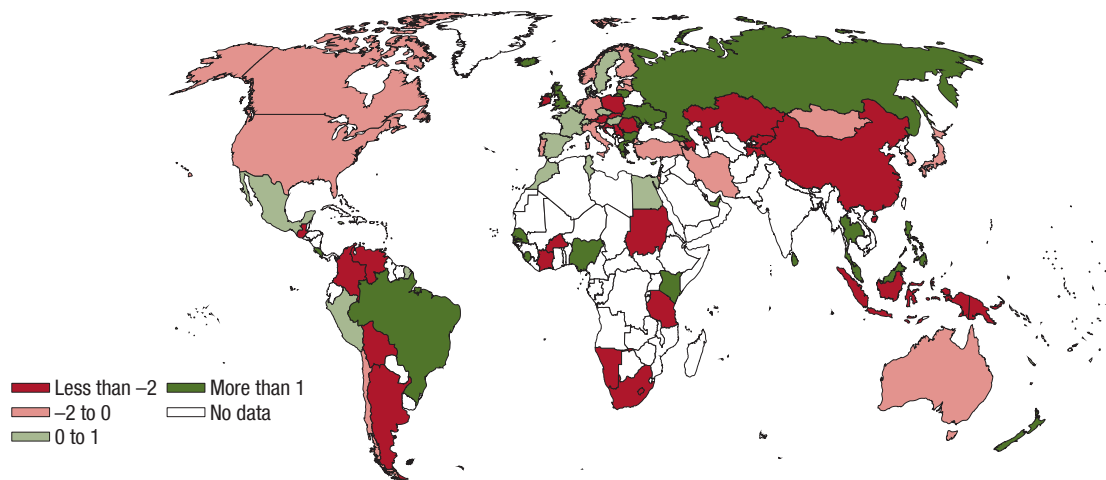 Less than –2
–2 to 0
0 to 1
More than 1
No data